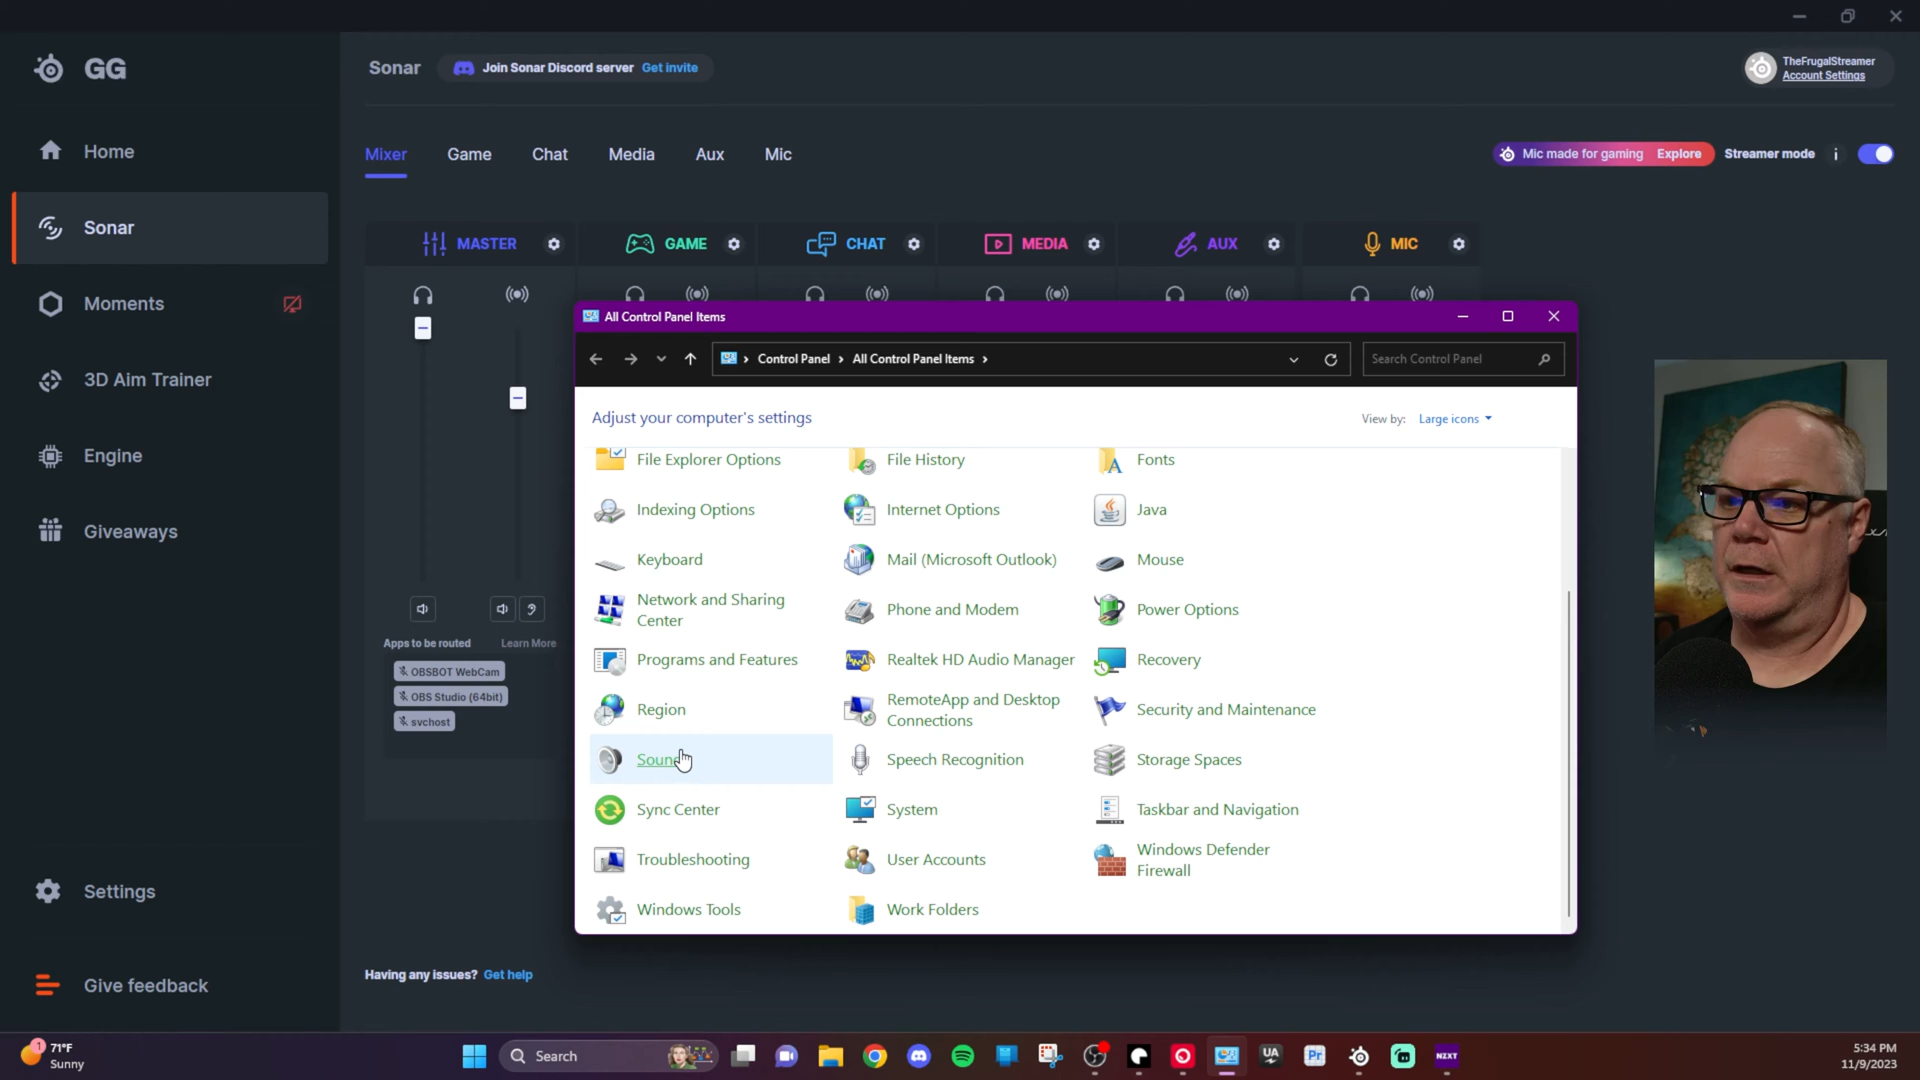 GG
Sonar
Join Sonar Discord server Get invite
TheFrugalStreamer
Account Settings
Home
Sonar
Moments
3D Aim Trainer
Engine
Giveaways
Settings
Give feedback
Mixer Game Chat Media Aux Mic
Mic made for gaming Explore
Streamer mode
MASTER
GAME
CHAT
MEDIA
AUX
MIC
Apps to be routed Learn More
OBSBOT WebCam
OBS Studio (64bit)
svchost
Having any issues? Get help
All Control Panel Items
Control Panel › All Control Panel Items ›
Search Control Panel
Adjust your computer's settings
View by: Large icons
File Explorer Options
File History
Fonts
Indexing Options
Internet Options
Java
Keyboard
Mail (Microsoft Outlook)
Mouse
Network and Sharing
Center
Phone and Modem
Power Options
Programs and Features
Realtek HD Audio Manager
Recovery
Region
RemoteApp and Desktop
Connections
Security and Maintenance
Speech Recognition
Storage Spaces
Sync Center
System
Taskbar and Navigation
Troubleshooting
User Accounts
Windows Defender
Firewall
Windows Tools
Work Folders
1
71°F
Sunny
Search
UA
Pr
NZXT
5:34 PM
11/9/2023